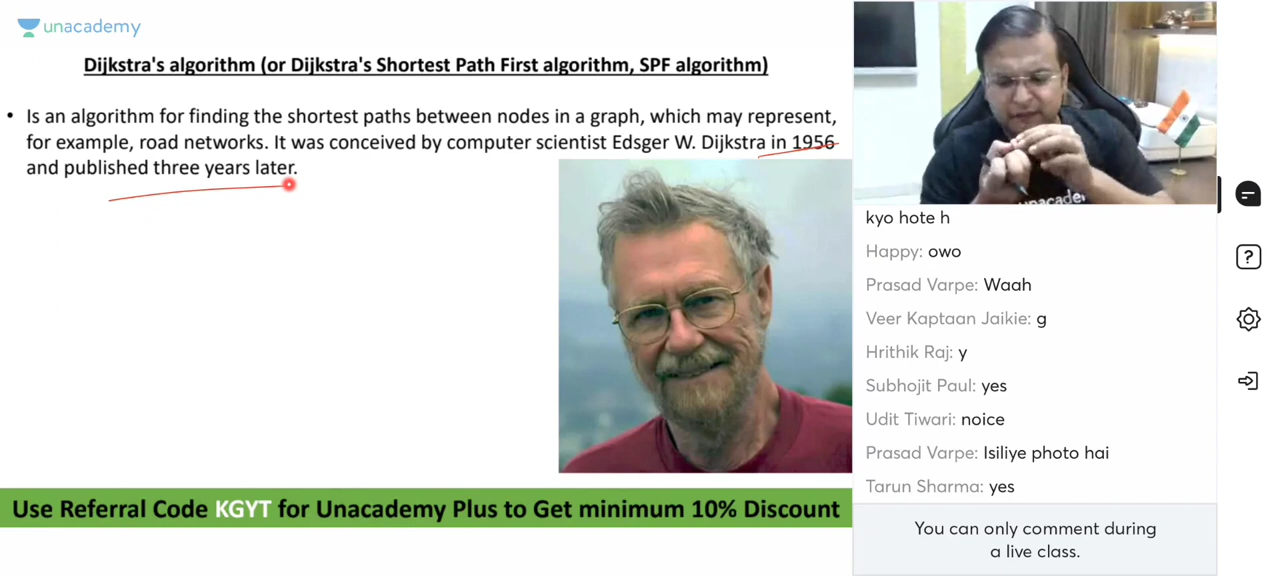 unacademy
Dijkstra's algorithm (or Dijkstra's Shortest Path First algorithm, SPF algorithm)
• Is an algorithm for finding the shortest paths between nodes in a graph, which may represent,
for example, road networks. It was conceived by computer scientist Edsger W. Dijkstra in 1956
and published three years later.
Use Referral Code KGYT for Unacademy Plus to Get minimum 10% Discount
unacademy
kyo hote h
Happy: owo
Prasad Varpe: Waah
Veer Kaptaan Jaikie: g
Hrithik Raj: y
Subhojit Paul: yes
Udit Tiwari: noice
Prasad Varpe: Isiliye photo hai
Tarun Sharma: yes
You can only comment during
a live class.
?